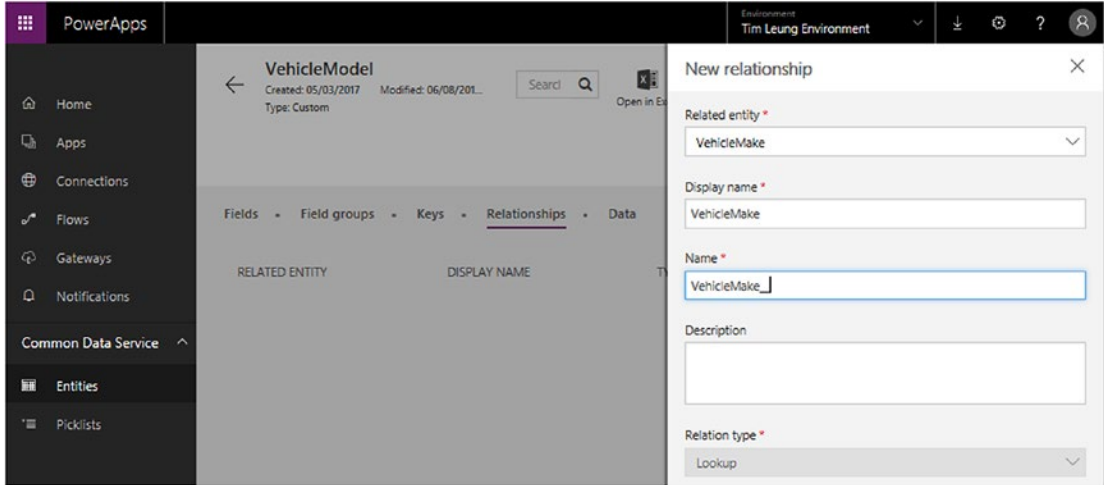 PowerApps
Environment
Tim Leung Environment
?
Home
Apps
Connections
Flows
Gateways
Notifications
Common Data Service
Entities
Picklists
VehicleModel
Created: 05/03/2017 Modified: 06/08/201...
Type: Custom
Searcl
Open in Ex
Fields Field groups Keys Relationships Data
RELATED ENTITY DISPLAY NAME TY
New relationship
Related entity *
VehicleMake
Display name *
VehicleMake
Name *
VehicleMake_
Description
Relation type *
Lookup